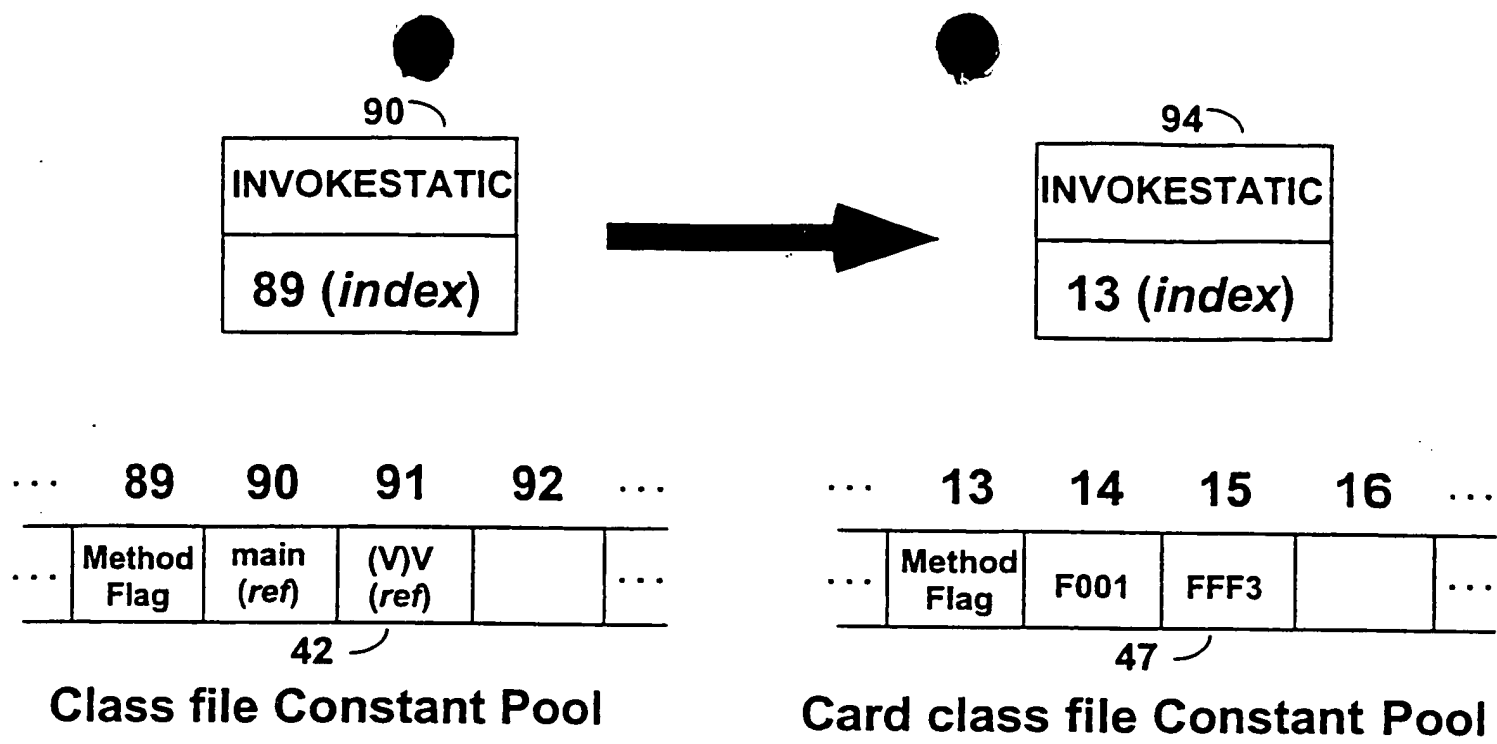 90
INVOKESTATIC
89 (index)
94
INVOKESTATIC
13 (index)
... 89 90 91 92 ...
... Method Flag main (ref) (V)V (ref) ...
42
Class file Constant Pool
... 13 14 15 16 ...
... Method Flag F001 FFF3 ...
47
Card class file Constant Pool